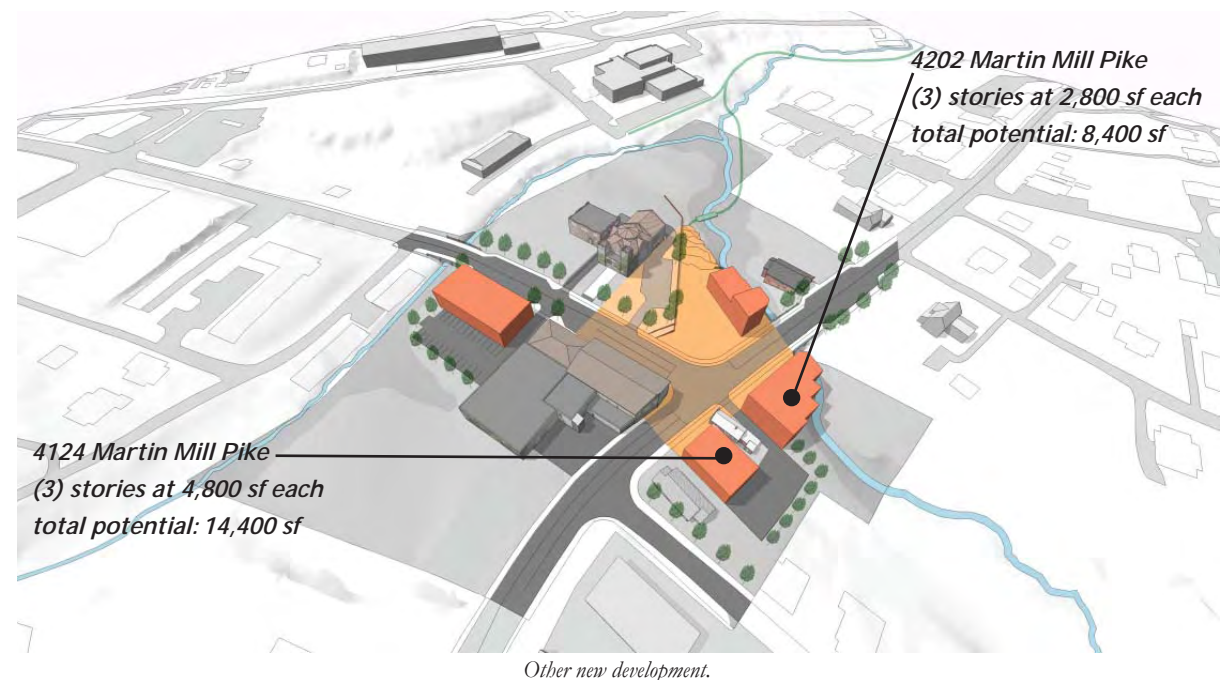 4202 Martin Mill Pike
(3) stories at 2,800 sf each
total potential: 8,400 sf
4124 Martin Mill Pike
(3) stories at 4,800 sf each
total potential: 14,400 sf
Other new development.